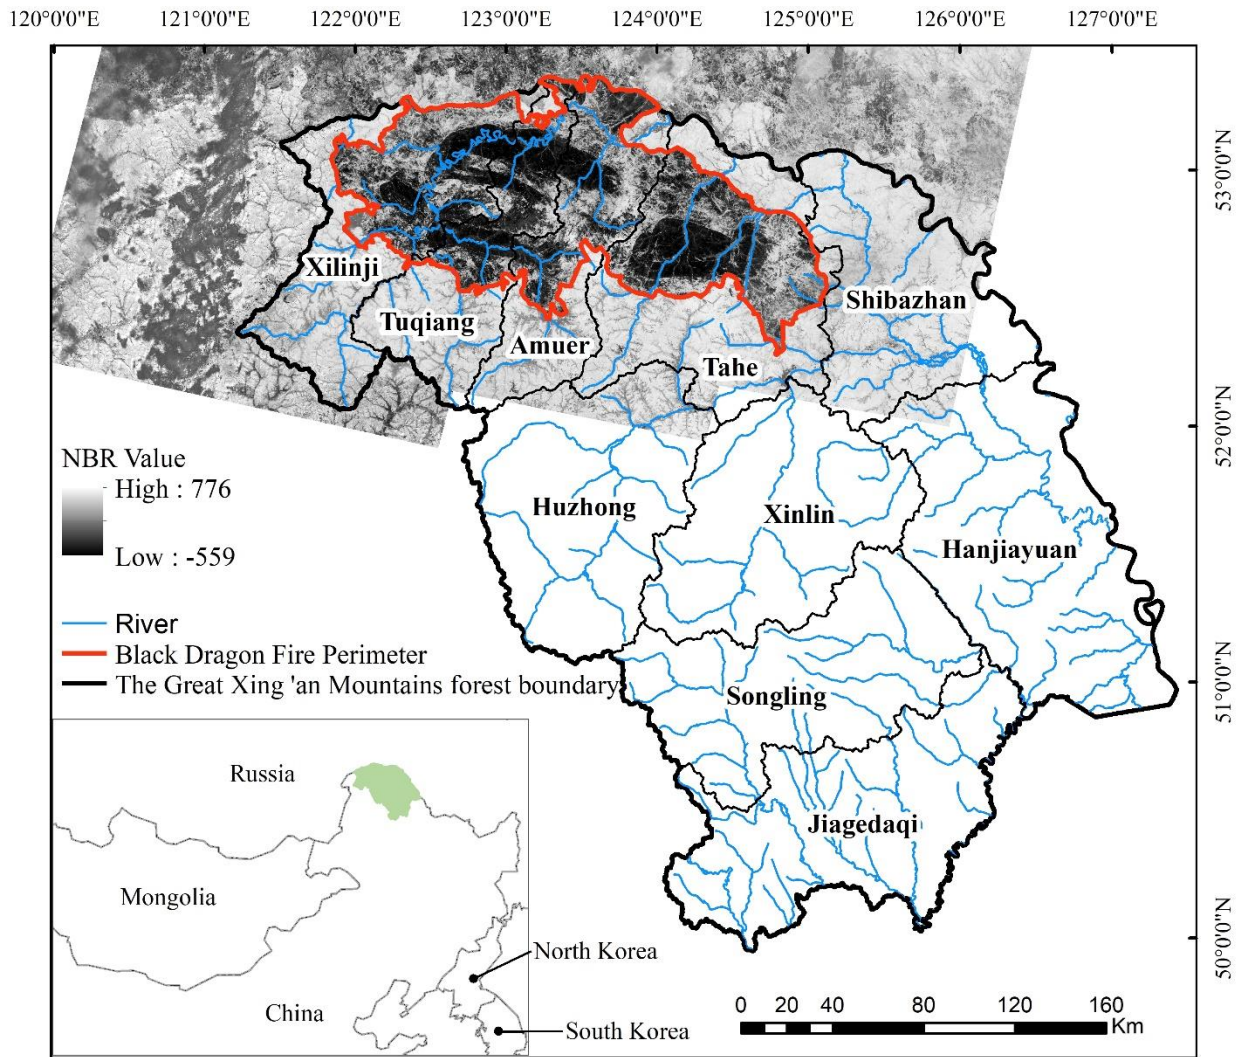 120°0'0"E 121°0'0"E 122°0'0"E 123°0'0"E 124°0'0"E 125°0'0"E 126°0'0"E 127°0'0"E
53°0'0"N
Xilinji
Shibazhan
Tuqiang
Amuer
Tahe
52°0'0"N
NBR Value
High : 776
Low : -559
Huzhong
Xinlin
Hanjiayuan
River
Black Dragon Fire Perimeter
The Great Xing 'an Mountains forest boundary
51°0'0"N
Songling
Jiagedaqi
50°0'0"N
Russia
Mongolia
North Korea
China
South Korea
0 20 40 80 120 160
Km